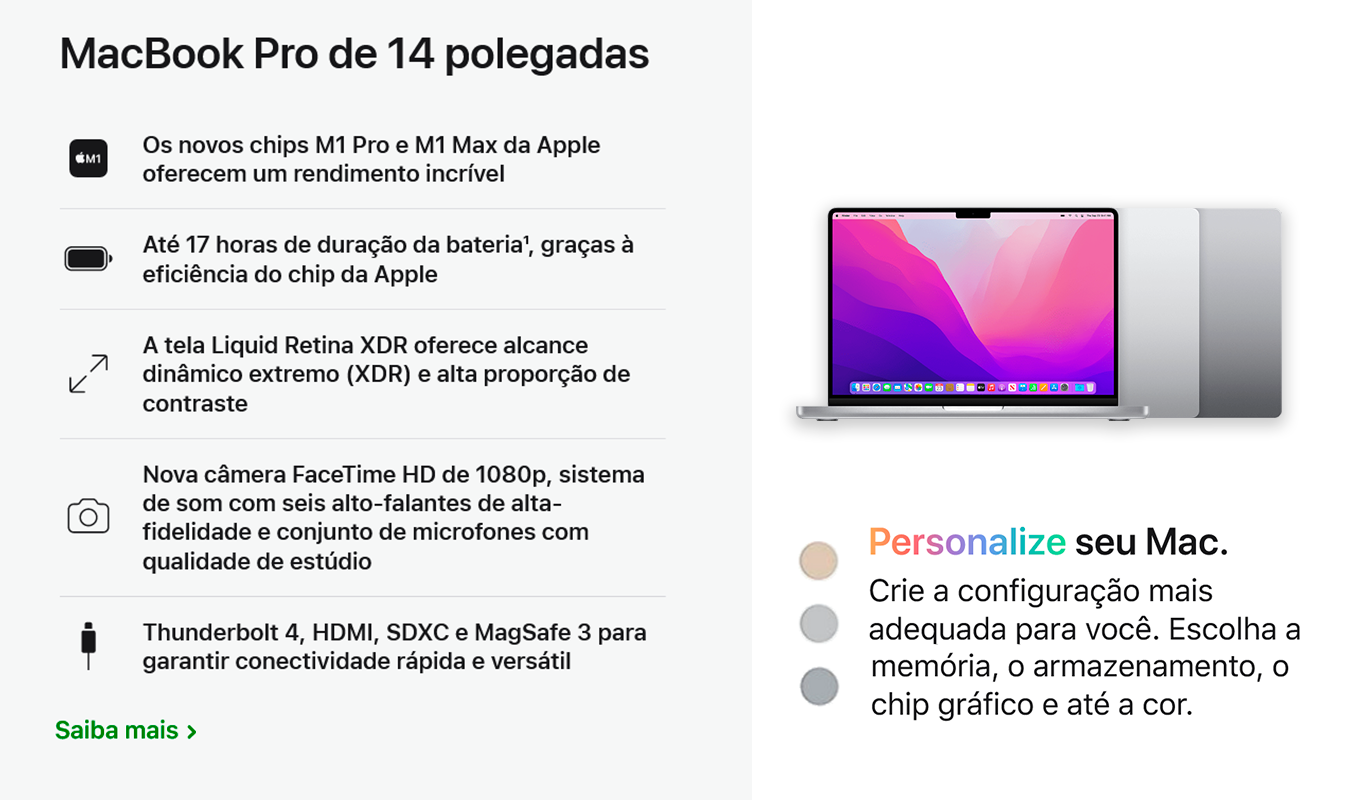 MacBook Pro de 14 polegadas
M1
Os novos chips M1 Pro e M1 Max da Apple
oferecem um rendimento incrível
Até 17 horas de duração da bateria¹, graças à
eficiência do chip da Apple
A tela Liquid Retina XDR oferece alcance
dinâmico extremo (XDR) e alta proporção de
contraste
Nova câmera FaceTime HD de 1080p, sistema
de som com seis alto-falantes de alta-
fidelidade e conjunto de microfones com
qualidade de estúdio
Thunderbolt 4, HDMI, SDXC e MagSafe 3 para
garantir conectividade rápida e versátil
Saiba mais >
Personalize seu Mac.
Crie a configuração mais
adequada para você. Escolha a
memória, o armazenamento, o
chip gráfico e até a cor.